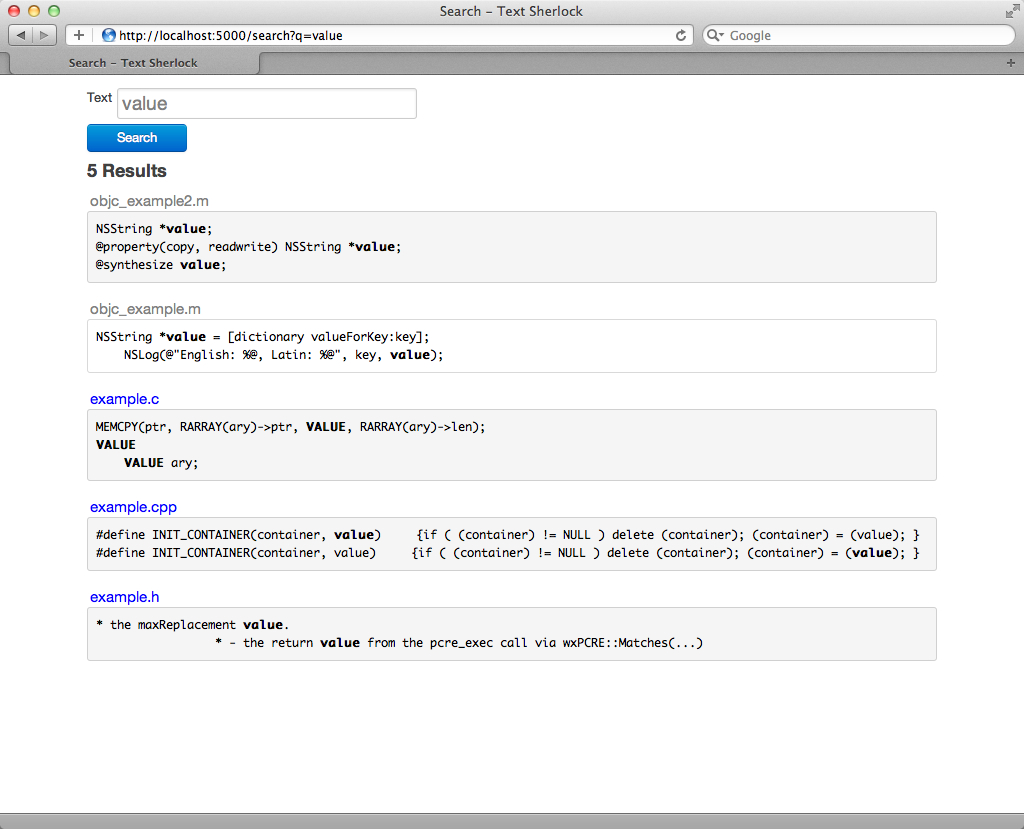 Search – Text Sherlock
http://localhost:5000/search?q=value
Google
Search – Text Sherlock
Text value
Search
5 Results
objc_example2.m
NSString *value;
@property(copy, readwrite) NSString *value;
@synthesize value;
objc_example.m
NSString *value = [dictionary valueForKey:key];
NSLog(@"English: %@, Latin: %@", key, value);
example.c
MEMCPY(ptr, RARRAY(ary)->ptr, VALUE, RARRAY(ary)->len);
VALUE
VALUE ary;
example.cpp
#define INIT_CONTAINER(container, value)     {if ( (container) != NULL ) delete (container); (container) = (value); }
#define INIT_CONTAINER(container, value)     {if ( (container) != NULL ) delete (container); (container) = (value); }
example.h
* the maxReplacement value.
* - the return value from the pcre_exec call via wxPCRE::Matches(...)